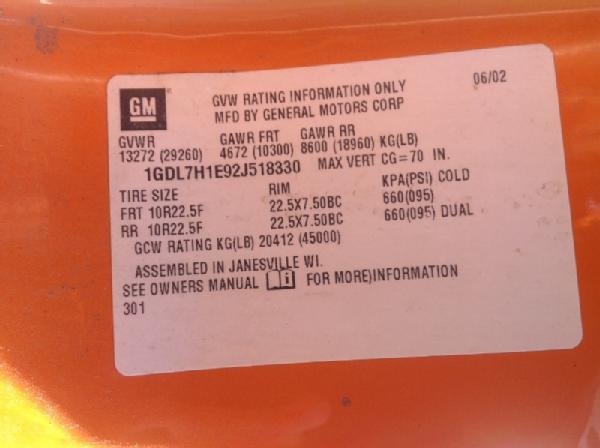 GM
GVW RATING INFORMATION ONLY 06/02
MFD BY GENERAL MOTORS CORP
GVWR GAWR FRT GAWR RR
13272 (29260) 4672 (10300) 8600 (18960) KG(LB)
1GDL7H1E92J518330 MAX VERT CG=70 IN.
TIRE SIZE RIM KPA(PSI) COLD
FRT 10R22.5F 22.5X7.50BC 660(095)
RR 10R22.5F 22.5X7.50BC 660(095) DUAL
GCW RATING KG(LB) 20412 (45000)
ASSEMBLED IN JANESVILLE WI.
SEE OWNERS MANUAL FOR MORE)INFORMATION
301